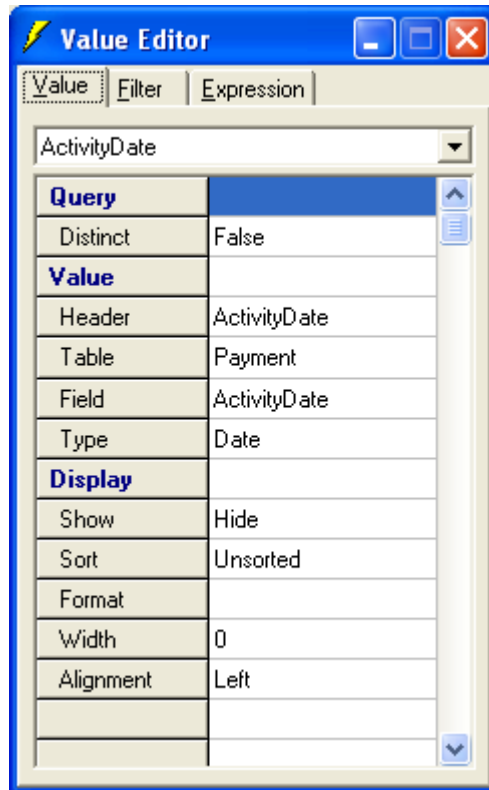 Value Editor
Value Filter Expression
ActivityDate
Query
Distinct False
Value
Header ActivityDate
Table Payment
Field ActivityDate
Type Date
Display
Show Hide
Sort Unsorted
Format
Width 0
Alignment Left